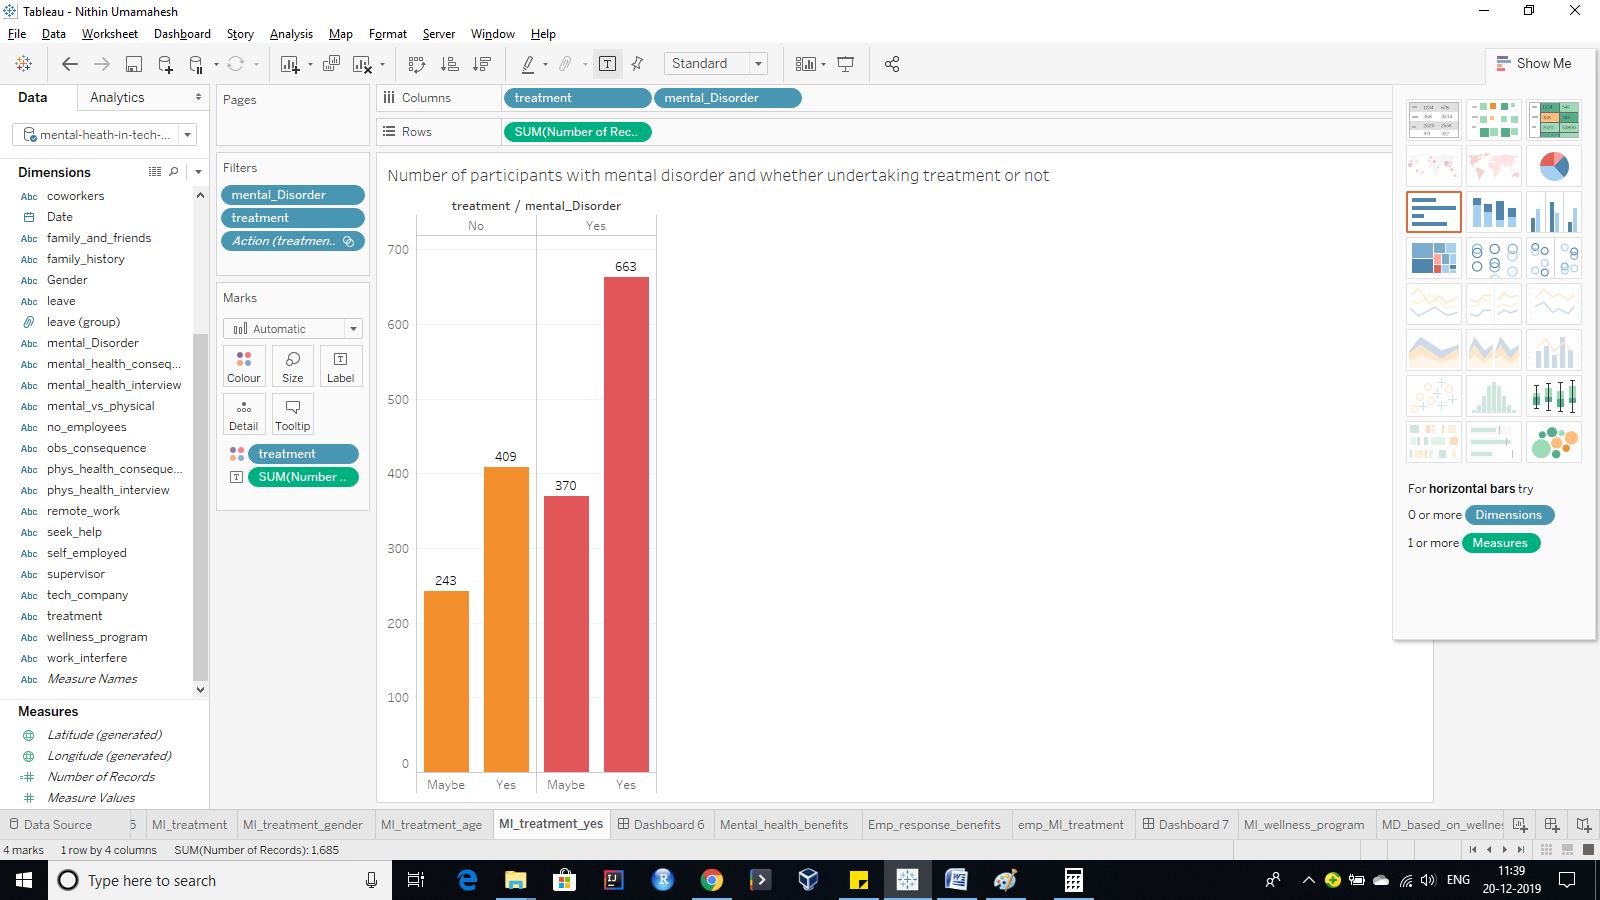 Tableau - Nithin Umamahesh
File Data Worksheet Dashboard Story Analysis Map Format Server Window Help
Standard
Show Me
Data Analytics
mental-heath-in-tech-...
Dimensions
coworkers
Date
family_and_friends
family_history
Gender
leave
leave (group)
mental_Disorder
mental_health_conseq...
mental_health_interview
mental_vs_physical
no_employees
obs_consequence
phys_health_conseque...
phys_health_interview
remote_work
seek_help
self_employed
supervisor
tech_company
treatment
wellness_program
work_interfere
Measure Names
Measures
Latitude (generated)
Longitude (generated)
Number of Records
Measure Values
Pages
Filters
mental_Disorder
treatment
Action (treatmen..
Marks
Automatic
Colour Size Label
Detail Tooltip
treatment
SUM(Number ..
Columns treatment mental_Disorder
Rows SUM(Number of Rec..
Number of participants with mental disorder and whether undertaking treatment or not
treatment / mental_Disorder
No Yes
700
600
500
400
300
200
100
0
243
409
370
663
Maybe Yes Maybe Yes
For horizontal bars try
0 or more Dimensions
1 or more Measures
Data Source 5 MI_treatment MI_treatment_gender MI_treatment_age MI_treatment_yes Dashboard 6 Mental_health_benefits Emp_response_benefits emp_MI_treatment Dashboard 7 MI_wellness_program MD_based_on_wellnes
4 marks 1 row by 4 columns SUM(Number of Records): 1,685
Type here to search
ENG
11:39
20-12-2019